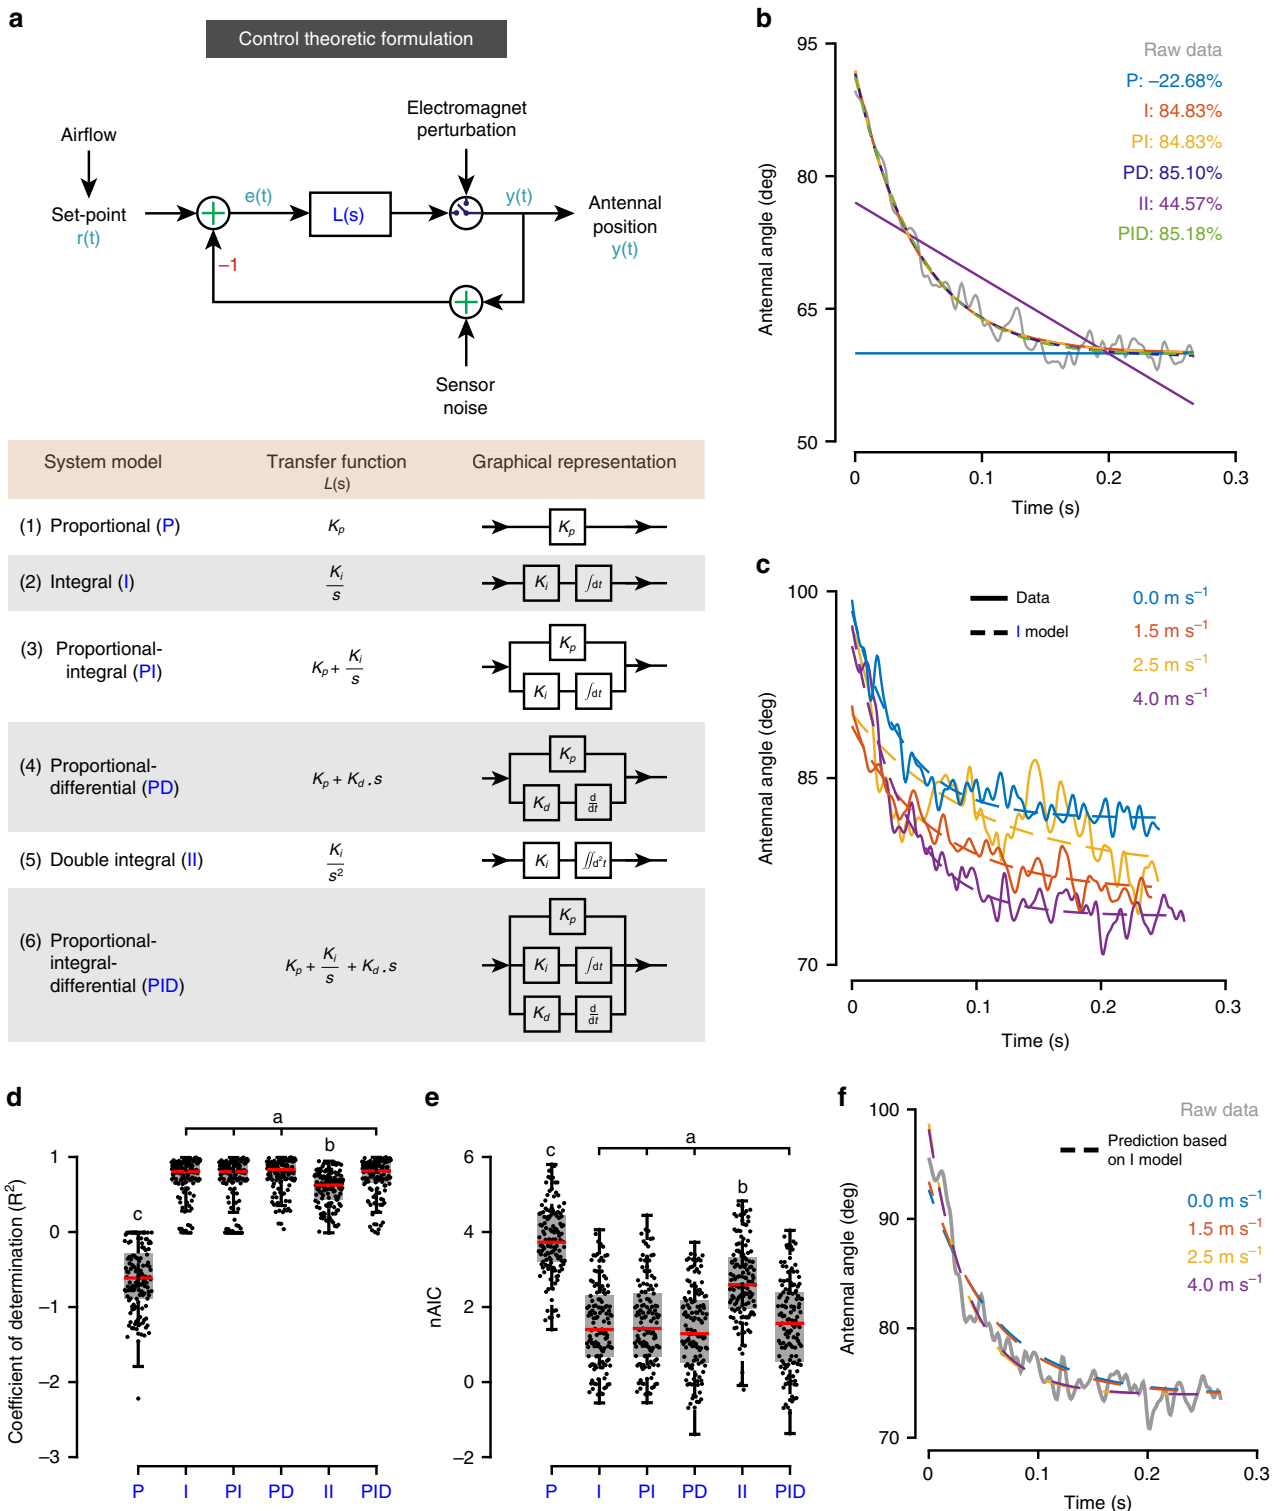 a
Control theoretic formulation
Airflow
Electromagnet
perturbation
Set-point
r(t)
e(t)
L(s)
y(t)
Antennal
position
y(t)
–1
Sensor
noise
System model
Transfer function
L(s)
Graphical representation
(1) Proportional (P)
Kp
Kp
(2) Integral (I)
Ki
s
Ki
∫dt
(3) Proportional-
integral (PI)
Kp + Ki
s
Kp
Ki
∫dt
(4) Proportional-
differential (PD)
Kp + Kd.s
Kp
Kd
d
dt
(5) Double integral (II)
Ki
s²
Ki
∬d²t
(6) Proportional-
integral-
differential (PID)
Kp + Ki + Kd.s
s
Kp
Ki
∫dt
Kd
d
dt
b
Antennal angle (deg)
95
80
65
50
0
0.1
0.2
0.3
Time (s)
Raw data
P: –22.68%
I: 84.83%
PI: 84.83%
PD: 85.10%
II: 44.57%
PID: 85.18%
c
Antennal angle (deg)
100
85
70
0
0.1
0.2
0.3
Time (s)
Data
I model
0.0 m s⁻¹
1.5 m s⁻¹
2.5 m s⁻¹
4.0 m s⁻¹
d
Coefficient of determination (R²)
1
0
–1
–2
–3
c
a
b
P
I
PI
PD
II
PID
e
nAIC
6
4
2
0
–2
c
a
b
P
I
PI
PD
II
PID
f
Antennal angle (deg)
100
90
80
70
0
0.1
0.2
0.3
Time (s)
Raw data
Prediction based
on I model
0.0 m s⁻¹
1.5 m s⁻¹
2.5 m s⁻¹
4.0 m s⁻¹